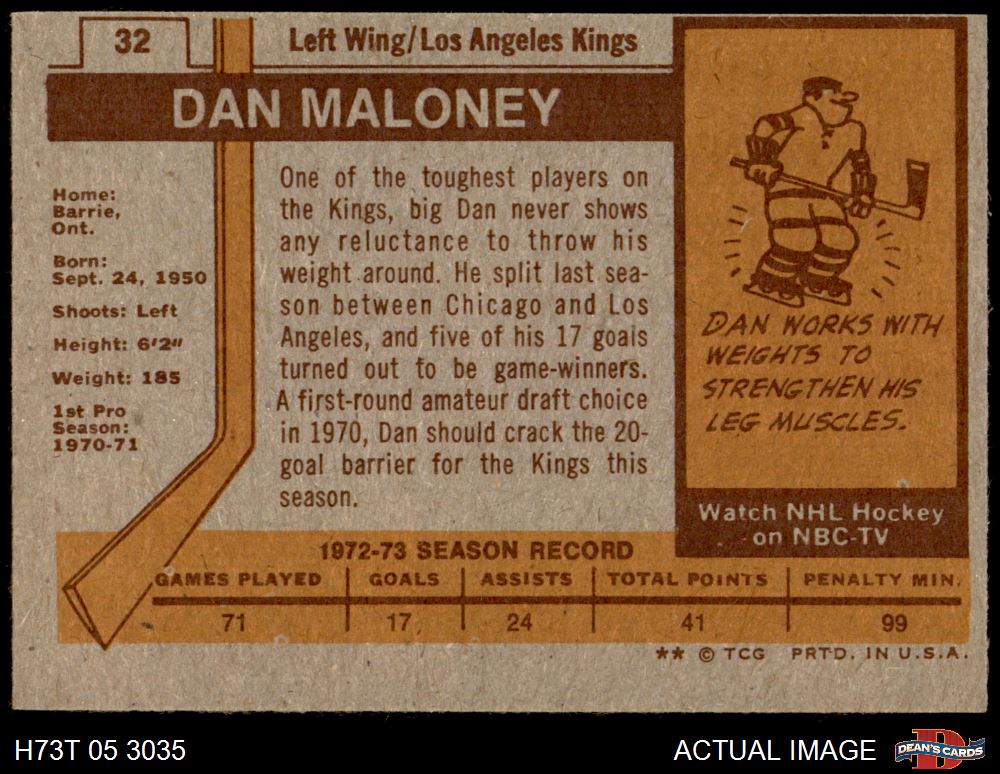 32
Left Wing/Los Angeles Kings
DAN MALONEY
Home:
Barrie,
Ont.
Born:
Sept. 24, 1950
Shoots: Left
Height: 6'2"
Weight: 185
1st Pro
Season:
1970-71
One of the toughest players on
the Kings, big Dan never shows
any reluctance to throw his
weight around. He split last sea-
son between Chicago and Los
Angeles, and five of his 17 goals
turned out to be game-winners.
A first-round amateur draft choice
in 1970, Dan should crack the 20-
goal barrier for the Kings this
season.
DAN WORKS WITH
WEIGHTS TO
STRENGTHEN HIS
LEG MUSCLES.
Watch NHL Hockey
on NBC-TV
1972-73 SEASON RECORD
GAMES PLAYED GOALS ASSISTS TOTAL POINTS PENALTY MIN.
71 17 24 41 99
** © TCG PRTD. IN U.S.A.
H73T 05 3035
ACTUAL IMAGE
DEAN'S CARDS